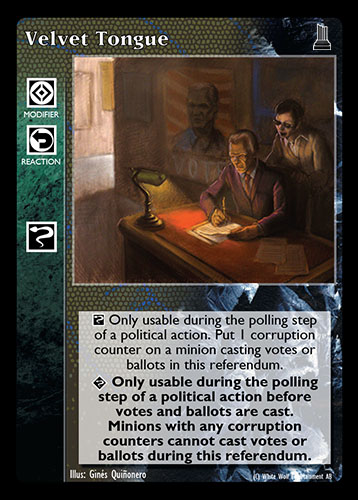 Velvet Tongue
MODIFIER
REACTION
VOTE
Only usable during the polling step
of a political action. Put 1 corruption
counter on a minion casting votes or
ballots in this referendum.
Only usable during the polling
step of a political action before
votes and ballots are cast.
Minions with any corruption
counters cannot cast votes or
ballots during this referendum.
Illus: Ginés Quiñonero
(C) White Wolf Entertainment AB